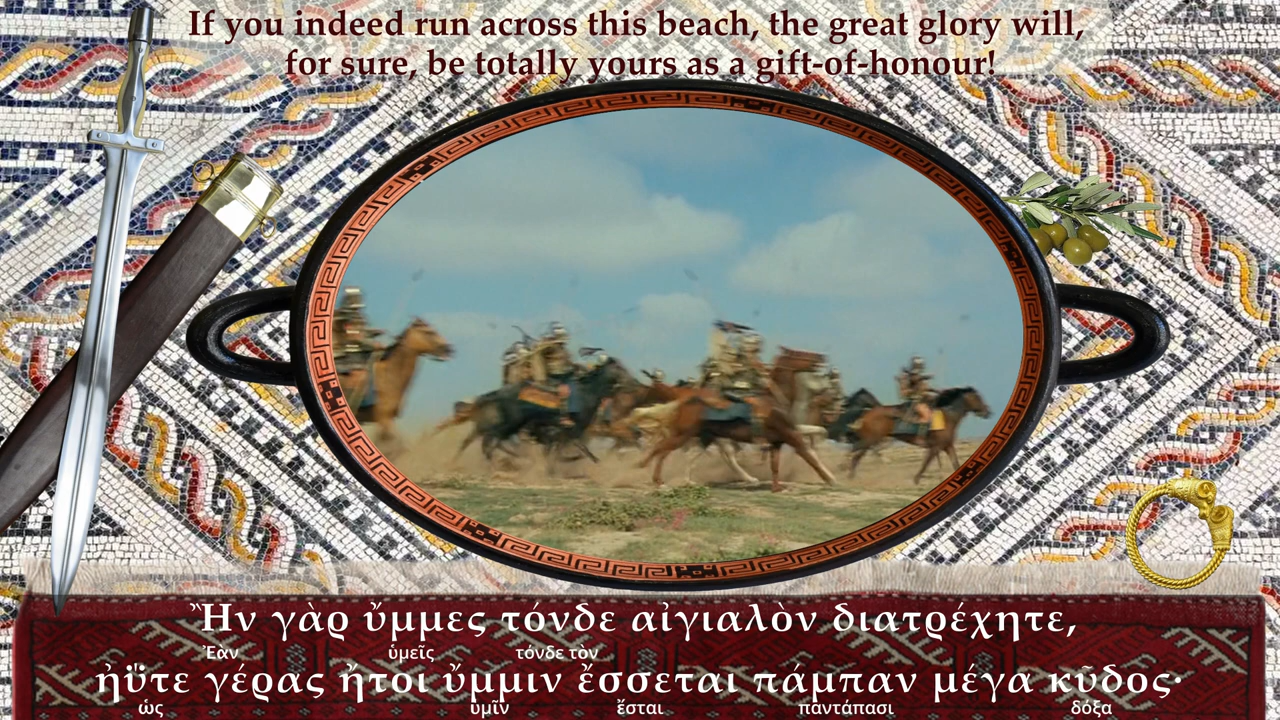 If you indeed run across this beach, the great glory will,
for sure, be totally yours as a gift-of-honour!
Ἢν γὰρ ὔμμες τόνδε αἰγιαλὸν διατρέχητε,
Ἐὰν ὑμεῖς τόνδε τὸν
ἠΰτε γέρας ἤτοι ὔμμιν ἔσσεται πάμπαν μέγα κῦδος·
ὡς ὑμῖν ἔσται παντάπασι δόξα